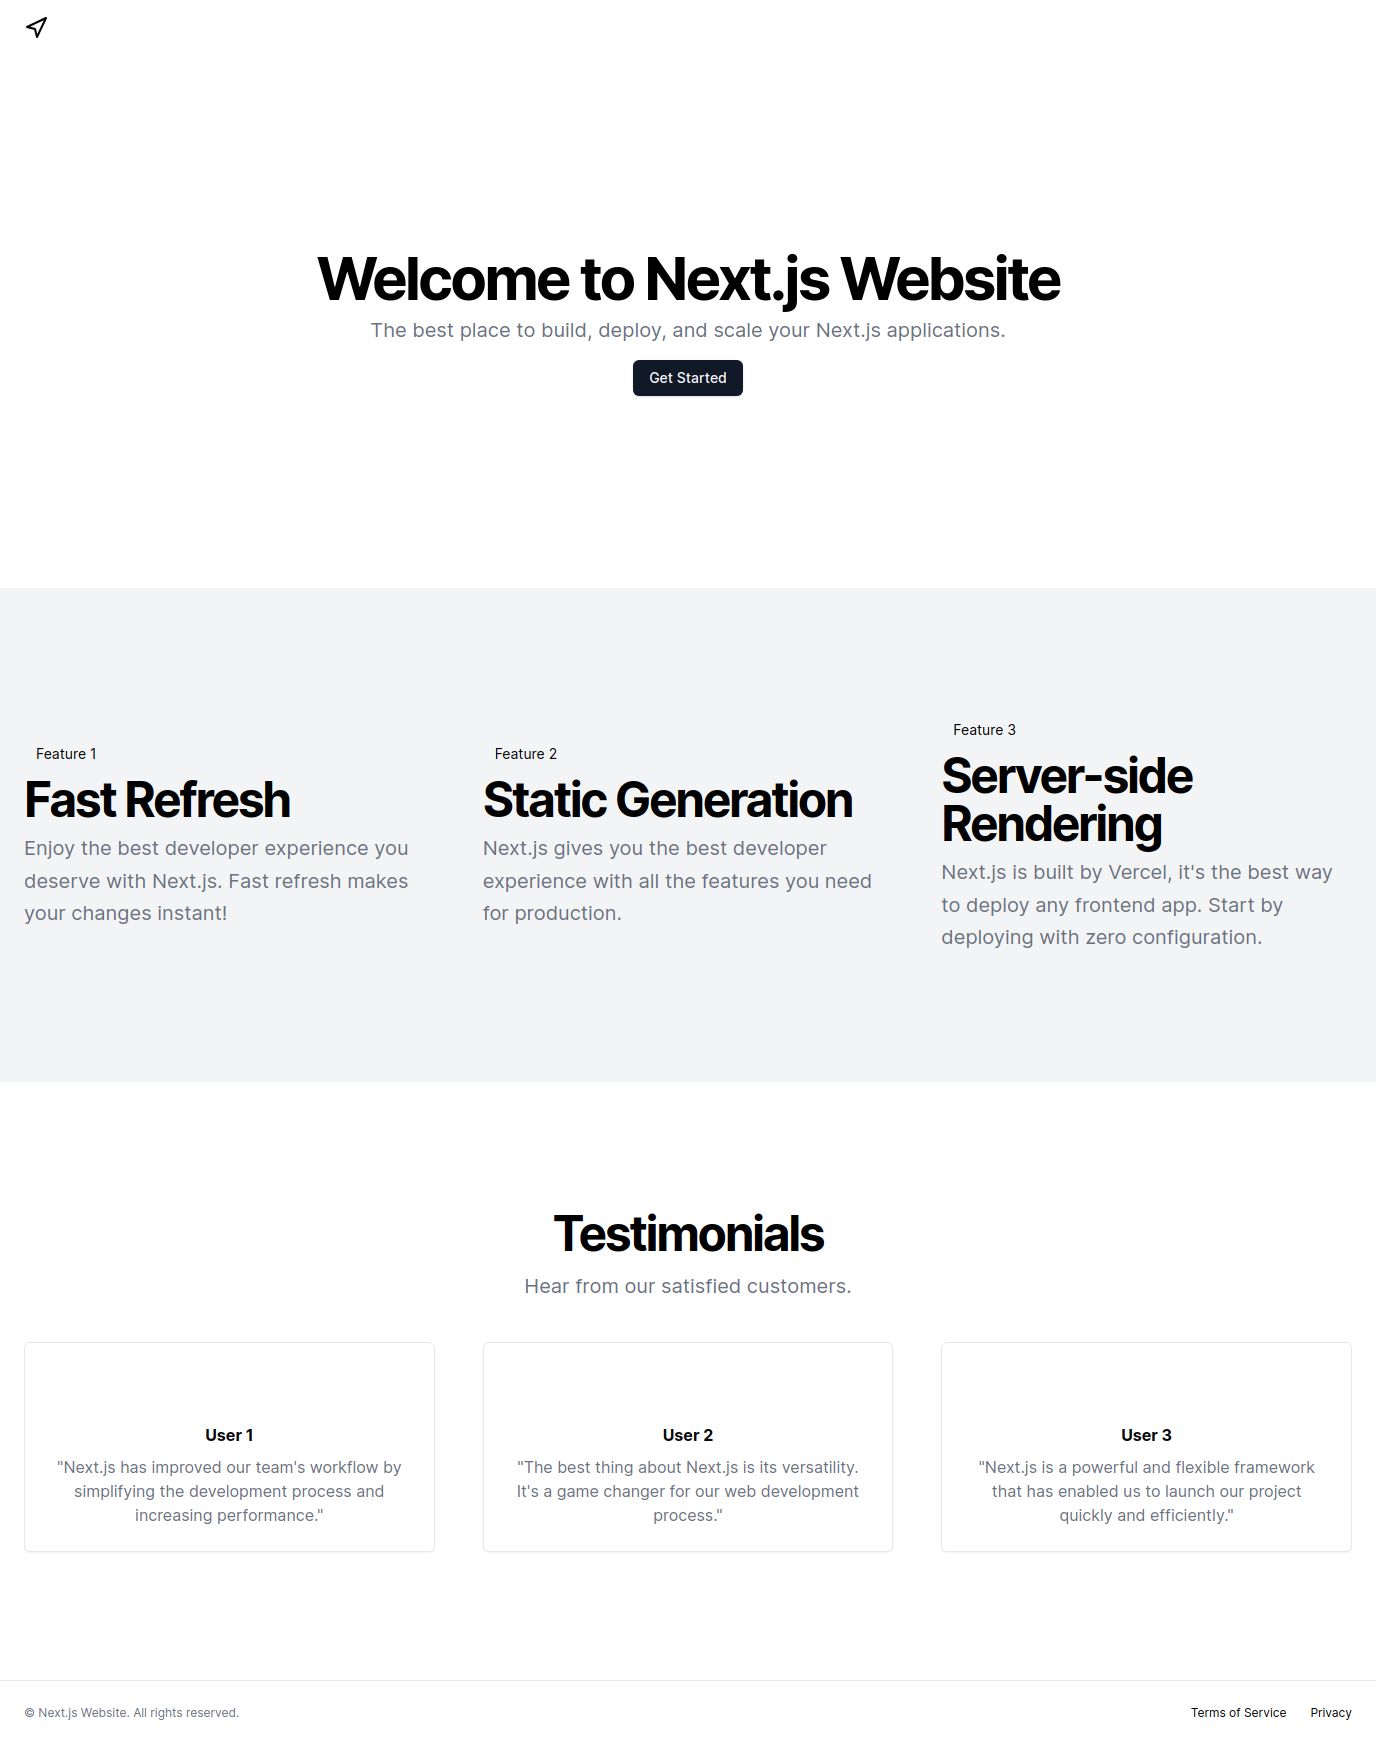 Welcome to Next.js Website
The best place to build, deploy, and scale your Next.js applications.
Get Started
Feature 1
Fast Refresh
Enjoy the best developer experience you
deserve with Next.js. Fast refresh makes
your changes instant!
Feature 2
Static Generation
Next.js gives you the best developer
experience with all the features you need
for production.
Feature 3
Server-side
Rendering
Next.js is built by Vercel, it's the best way
to deploy any frontend app. Start by
deploying with zero configuration.
Testimonials
Hear from our satisfied customers.
User 1
"Next.js has improved our team's workflow by
simplifying the development process and
increasing performance."
User 2
"The best thing about Next.js is its versatility.
It's a game changer for our web development
process."
User 3
"Next.js is a powerful and flexible framework
that has enabled us to launch our project
quickly and efficiently."
© Next.js Website. All rights reserved.
Terms of Service
Privacy